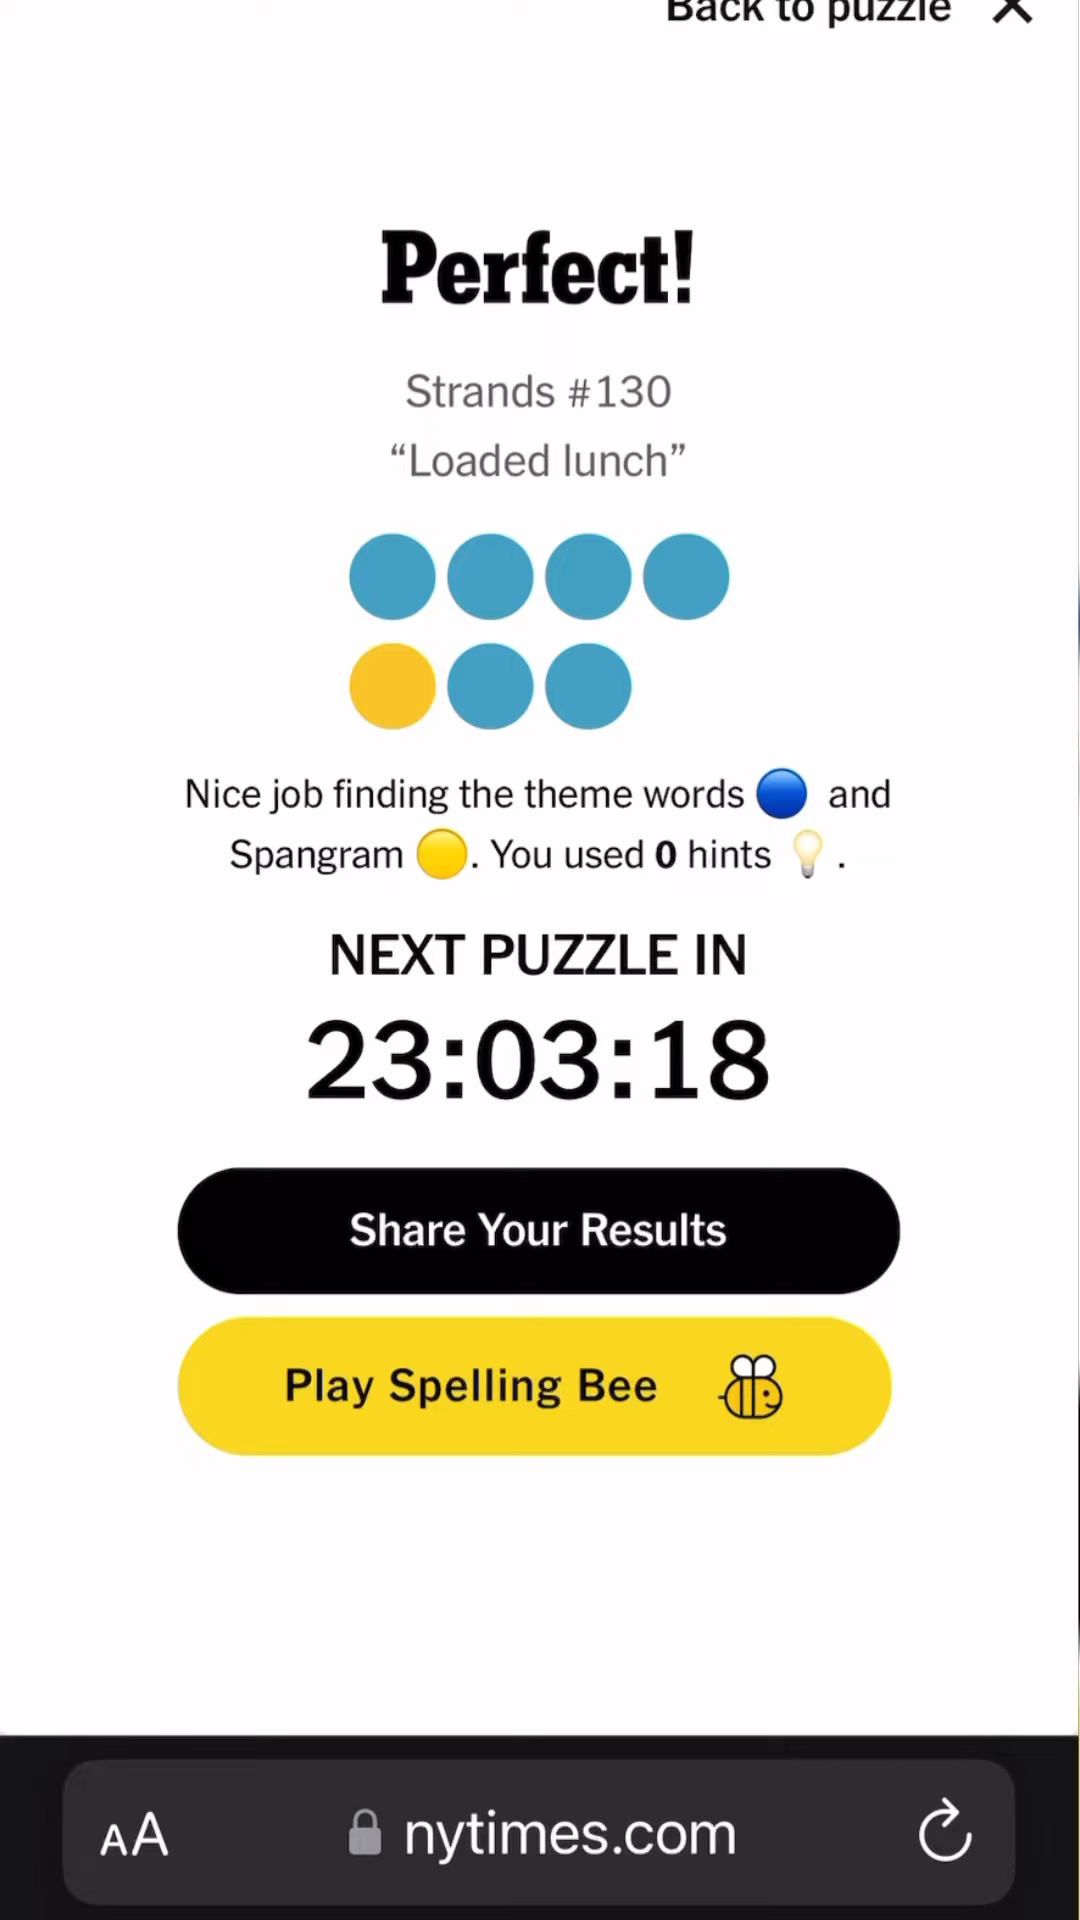 Back to puzzle
Perfect!
Strands #130
“Loaded lunch”
Nice job finding the theme words 🔵 and
Spangram 🟡. You used 0 hints 💡.
NEXT PUZZLE IN
23:03:18
Share Your Results
Play Spelling Bee
AA nytimes.com